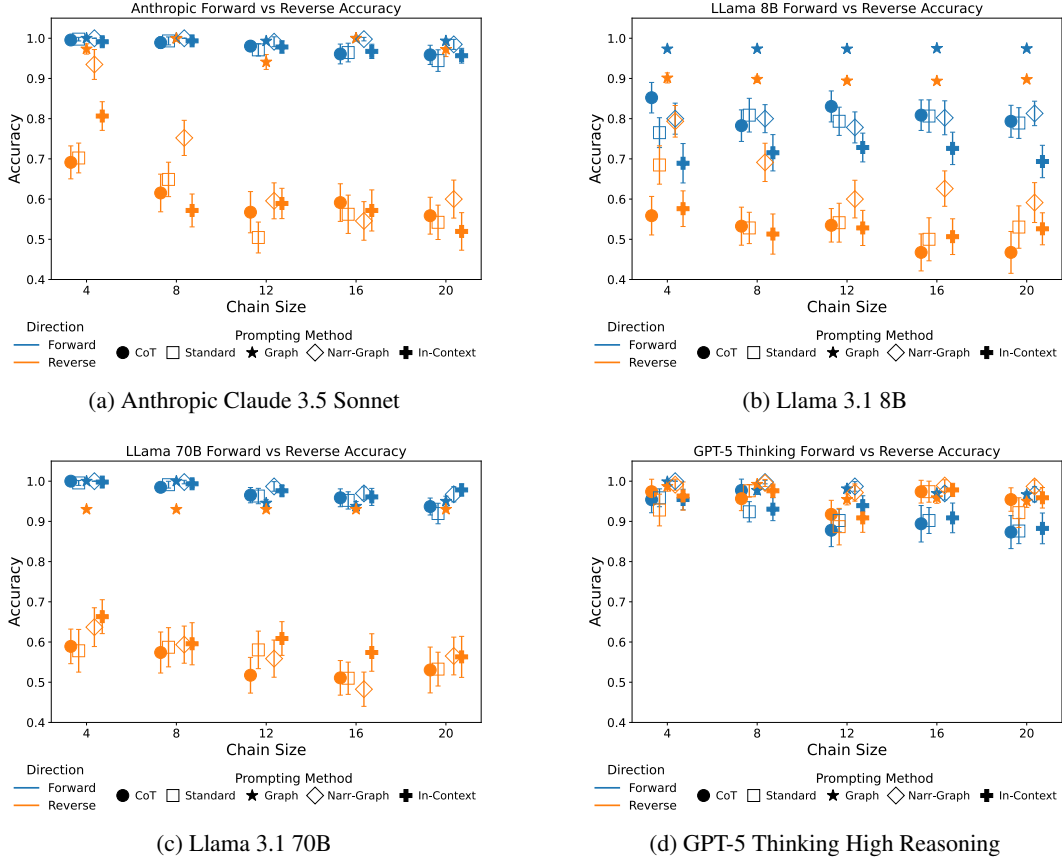 Anthropic Forward vs Reverse Accuracy
1.0
0.9
0.8
0.7
0.6
0.5
0.4
Accuracy
4 8 12 16 20
Chain Size
Direction
Forward
Reverse
Prompting Method
CoT Standard Graph Narr-Graph In-Context
(a) Anthropic Claude 3.5 Sonnet
LLama 8B Forward vs Reverse Accuracy
1.0
0.9
0.8
0.7
0.6
0.5
0.4
Accuracy
4 8 12 16 20
Chain Size
Direction
Forward
Reverse
Prompting Method
CoT Standard Graph Narr-Graph In-Context
(b) Llama 3.1 8B
LLama 70B Forward vs Reverse Accuracy
1.0
0.9
0.8
0.7
0.6
0.5
0.4
Accuracy
4 8 12 16 20
Chain Size
Direction
Forward
Reverse
Prompting Method
CoT Standard Graph Narr-Graph In-Context
(c) Llama 3.1 70B
GPT-5 Thinking Forward vs Reverse Accuracy
1.0
0.9
0.8
0.7
0.6
0.5
0.4
Accuracy
4 8 12 16 20
Chain Size
Direction
Forward
Reverse
Prompting Method
CoT Standard Graph Narr-Graph In-Context
(d) GPT-5 Thinking High Reasoning